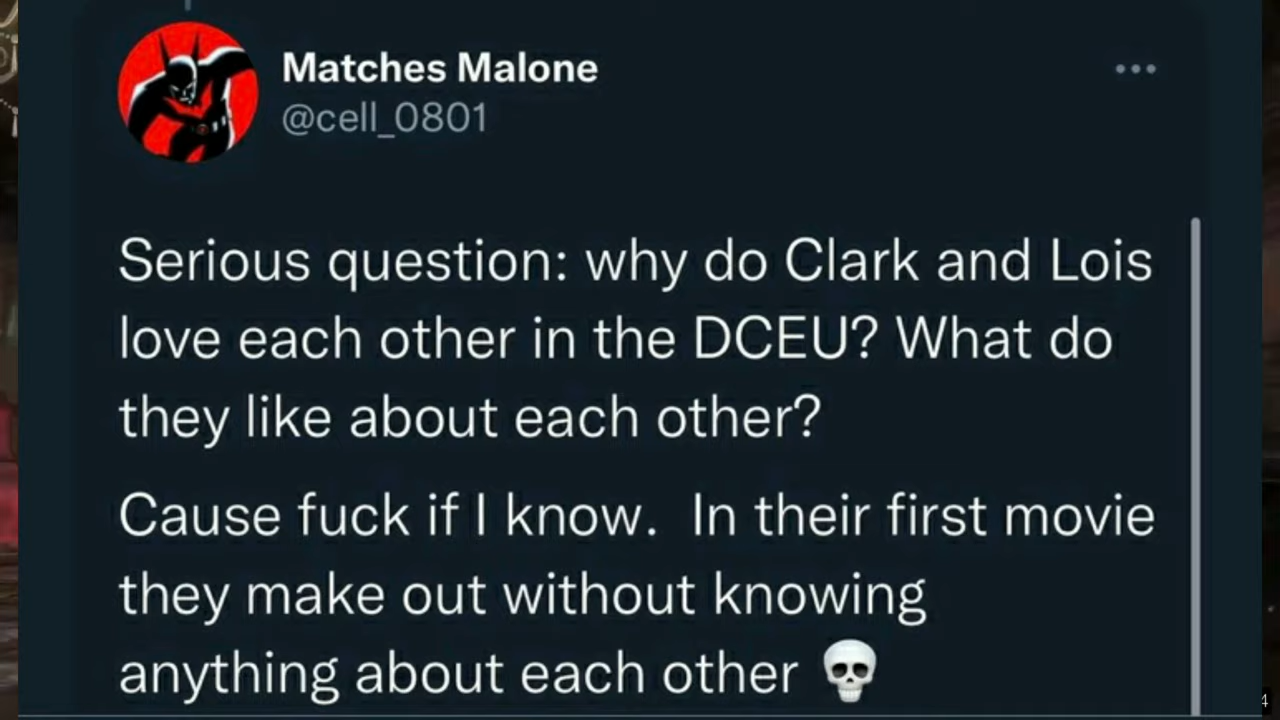 Matches Malone
@cell_0801
Serious question: why do Clark and Lois
love each other in the DCEU? What do
they like about each other?
Cause fuck if I know. In their first movie
they make out without knowing
anything about each other 💀
4